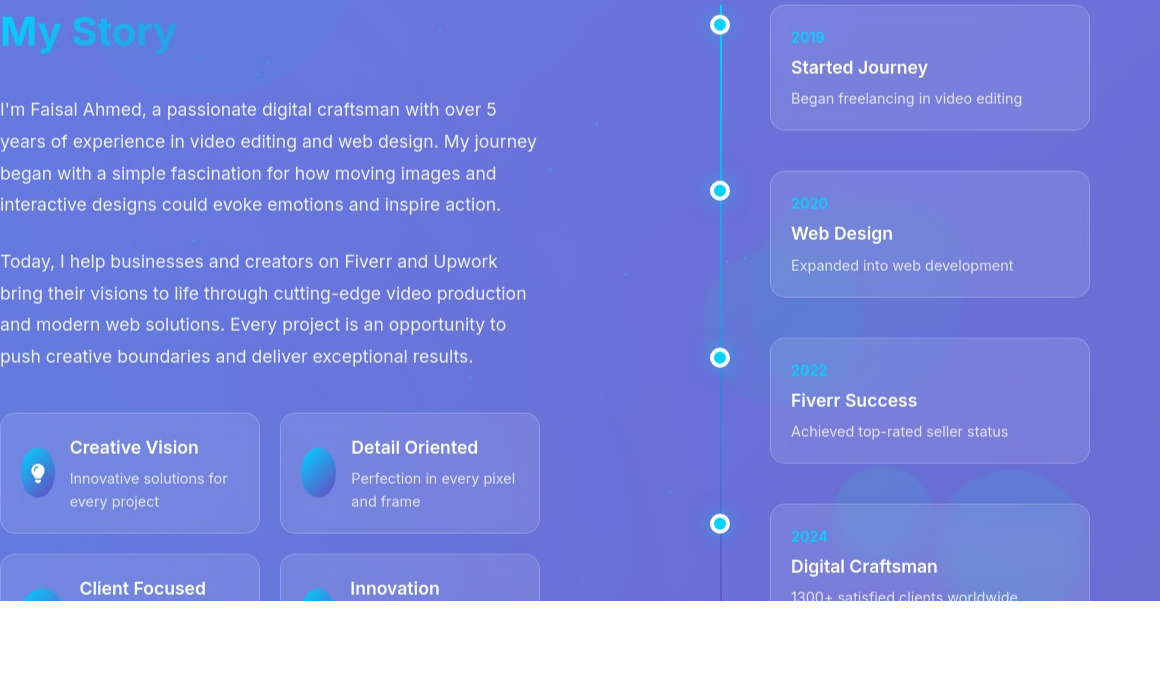 My Story
I'm Faisal Ahmed, a passionate digital craftsman with over 5
years of experience in video editing and web design. My journey
began with a simple fascination for how moving images and
interactive designs could evoke emotions and inspire action.
Today, I help businesses and creators on Fiverr and Upwork
bring their visions to life through cutting-edge video production
and modern web solutions. Every project is an opportunity to
push creative boundaries and deliver exceptional results.
Creative Vision
Innovative solutions for
every project
Detail Oriented
Perfection in every pixel
and frame
Client Focused
Innovation
2019
Started Journey
Began freelancing in video editing
2020
Web Design
Expanded into web development
2022
Fiverr Success
Achieved top-rated seller status
2024
Digital Craftsman
1300+ satisfied clients worldwide